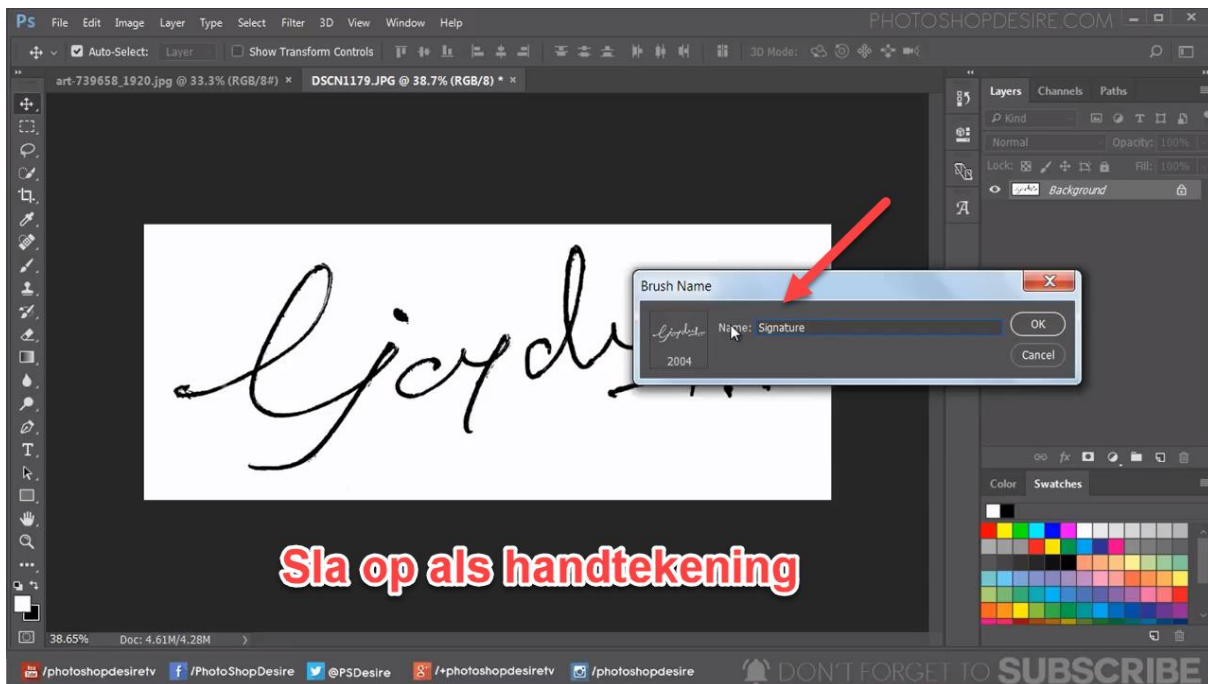 Ps File Edit Image Layer Type Select Filter 3D View Window Help
PHOTOSHOPDESIRE.COM
Auto-Select: Layer Show Transform Controls 3D Mode:
art-739658_1920.jpg @ 33.3% (RGB/8#) × DSCN1179.JPG @ 38.7% (RGB/8) * ×
Layers Channels Paths
Kind
Normal Opacity: 100%
Lock: Fill: 100%
Background
Brush Name
Name: Signature
OK
Cancel
2004
Color Swatches
Sla op als handtekening
38.65% Doc: 4.61M/4.28M
/photoshopdesiretv /PhotoShopDesire @PSDesire /+photoshopdesiretv /photoshopdesire DON'T FORGET TO SUBSCRIBE